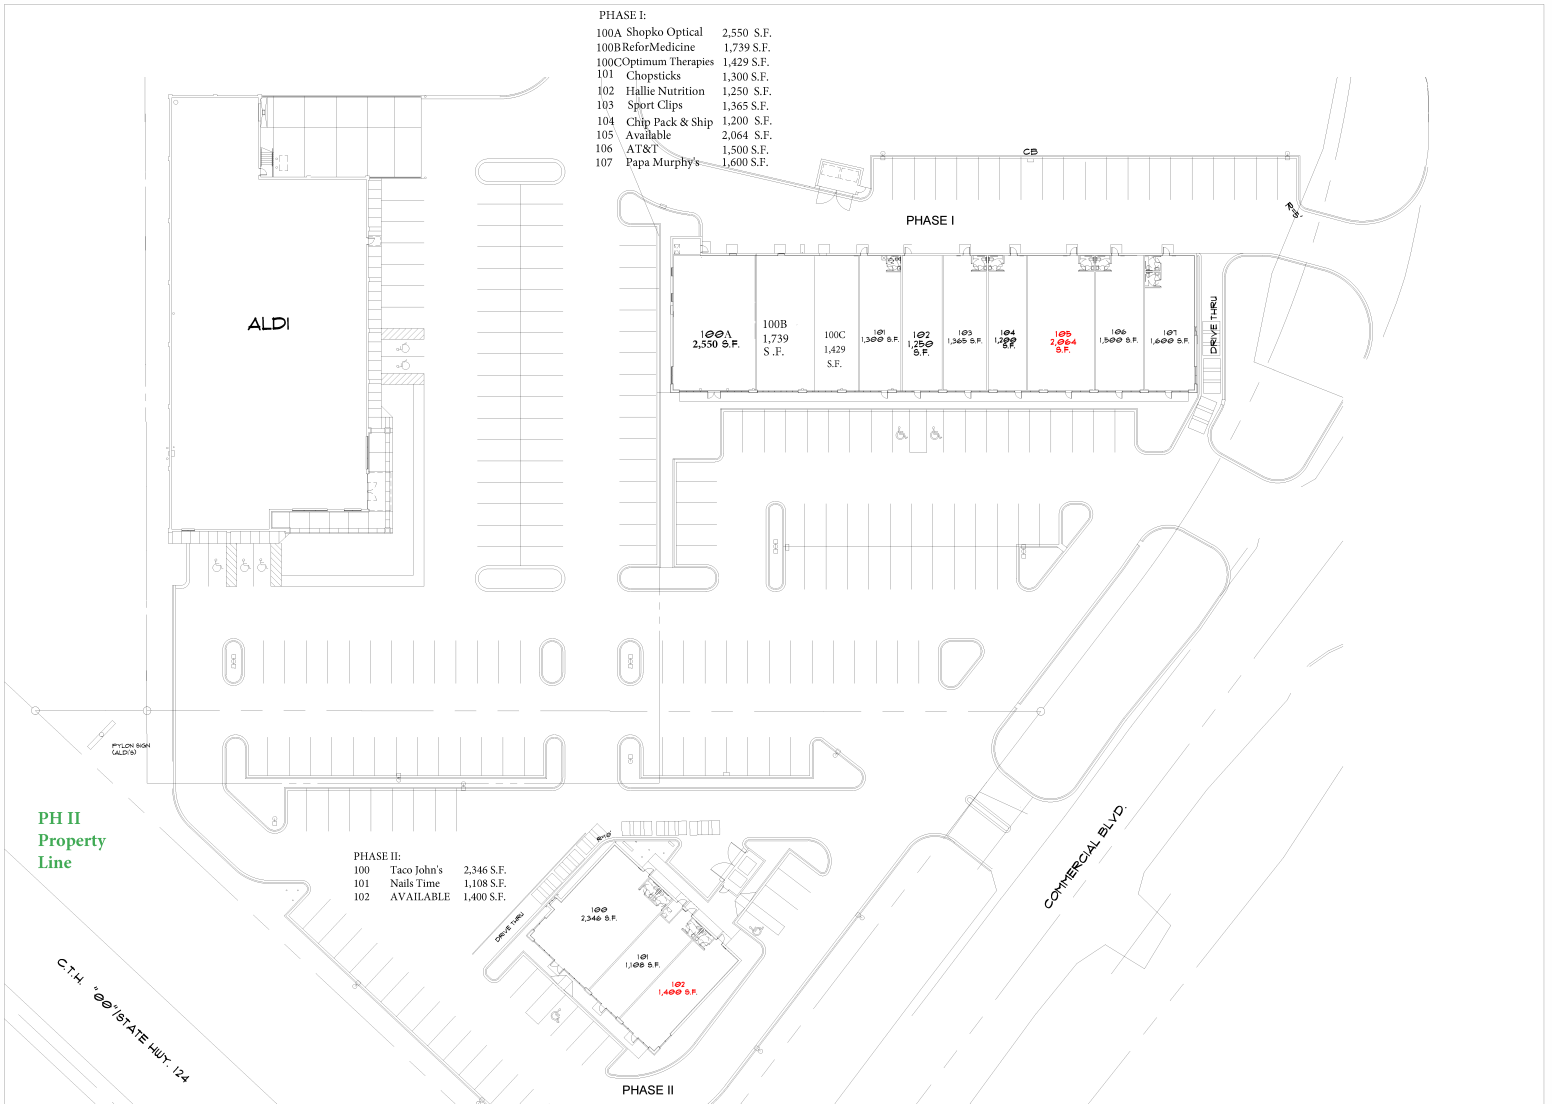 PHASE I:
100A Shopko Optical 2,550 S.F.
100B ReforMedicine 1,739 S.F.
100C Optimum Therapies 1,429 S.F.
101 Chopsticks 1,300 S.F.
102 Hallie Nutrition 1,250 S.F.
103 Sport Clips 1,365 S.F.
104 Chip Pack & Ship 1,200 S.F.
105 Available 2,064 S.F.
106 AT&T 1,500 S.F.
107 Papa Murphy's 1,600 S.F.
CB
R=5'
PHASE I
ALDI
100A
2,550 S.F.
100B
1,739
S .F.
100C
1,429
S.F.
101
1,300 S.F.
102
1,250
S.F.
103
1,365 S.F.
104
1,200
S.F.
105
2,064
S.F.
106
1,500 S.F.
107
1,600 S.F.
DRIVE THRU
PYLON SIGN
(ALDI'S)
PH II
Property
Line
PHASE II:
100 Taco John's 2,346 S.F.
101 Nails Time 1,108 S.F.
102 AVAILABLE 1,400 S.F.
DRIVE THRU
100
2,346 S.F.
101
1,108 S.F.
102
1,400 S.F.
COMMERCIAL BLVD.
C.T.H. "OO"/STATE HWY. 124
PHASE II